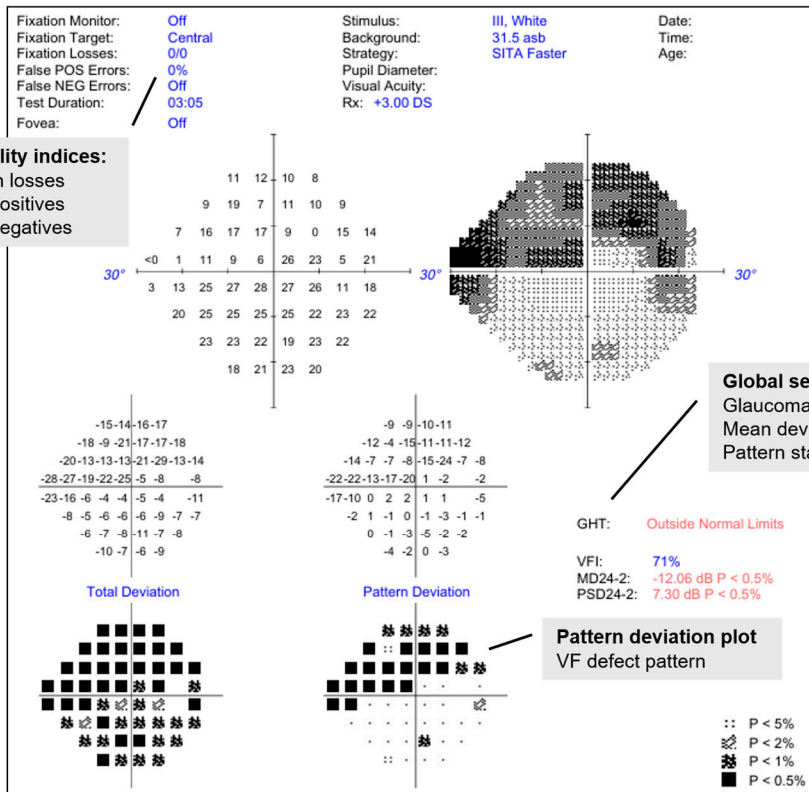 Fixation Monitor: Off
Fixation Target: Central
Fixation Losses: 0/0
False POS Errors: 0%
False NEG Errors: Off
Test Duration: 03:05
Fovea: Off
Stimulus: III, White
Background: 31.5 asb
Strategy: SITA Faster
Pupil Diameter:
Visual Acuity:
Rx: +3.00 DS
Date:
Time:
Age:
lity indices:
losses
11 12 10 8
9 19 7 11 10 9
7 16 17 17 9 0 15 14
<0 1 11 9 6 26 23 5 21
30° 30° 30°
3 13 25 27 28 27 26 11 18
20 25 25 25 25 22 23 22
23 23 22 19 23 22
18 21 23 20
Global se
Glaucoma
Mean dev
Pattern sta
-15 -14 -16 -17
-18 -9 -21 -17 -17 -18
-20 -13 -13 -13 -21 -29 -13 -14
-28 -27 -19 -22 -25 -5 -8 -8
-23 -16 -6 -4 -4 -5 -4 -11
-8 -5 -6 -6 -6 -9 -7 -7
-6 -7 -8 -11 -7 -8
-10 -7 -6 -9
Total Deviation
-9 -9 -10 -11
-12 -4 -15 -11 -11 -12
-14 -7 -7 -8 -15 -24 -7 -8
-22 -22 -13 -17 -20 1 -2 -2
-17 -10 0 2 2 1 1 -5
-2 1 -1 0 -1 -3 -1 -1
0 -1 -3 -5 -2 -2
-4 -2 0 -3
Pattern Deviation
GHT: Outside Normal Limits
VFI: 71%
MD24-2: -12.06 dB P < 0.5%
PSD24-2: 7.30 dB P < 0.5%
Pattern deviation plot
VF defect pattern
P < 5%
P < 2%
P < 1%
P < 0.5%